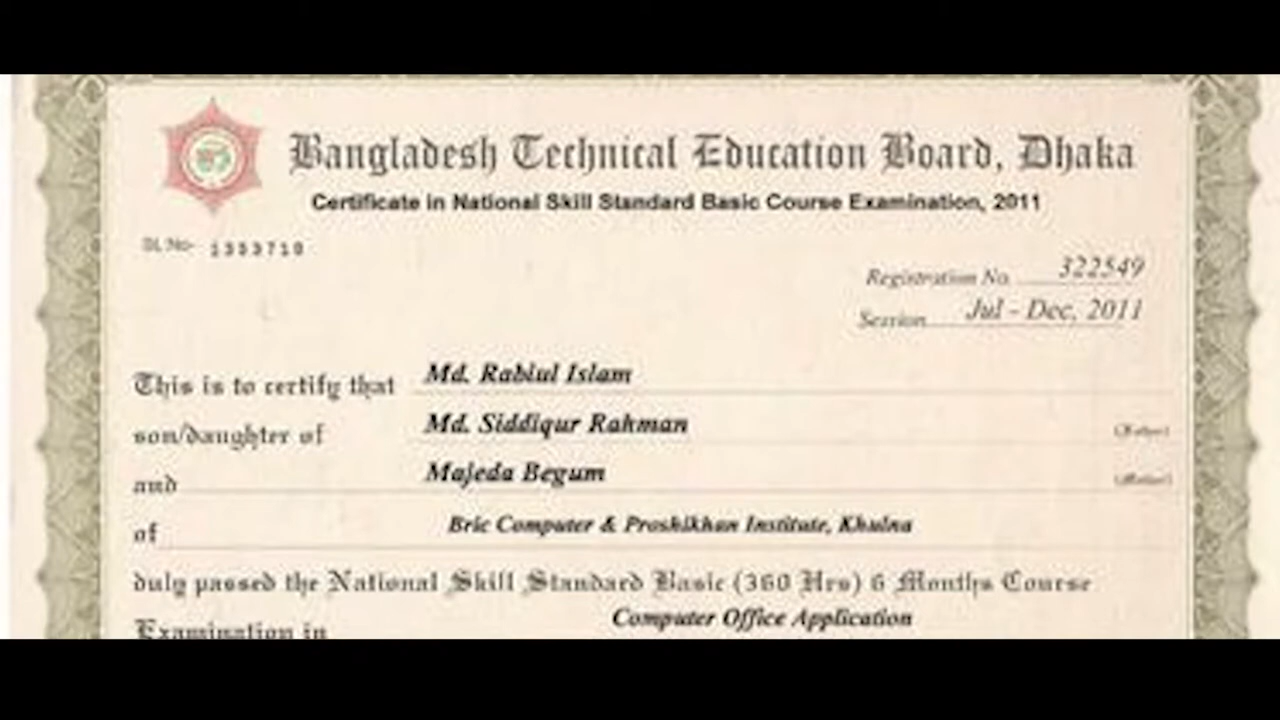 Bangladesh Technical Education Board, Dhaka
Certificate in National Skill Standard Basic Course Examination, 2011
SL No-
Registration No. 322549
Session Jul - Dec, 2011
This is to certify that Md. Rabiul Islam
son/daughter of Md. Siddiqur Rahman (Father)
and Majeda Begum (Mother)
of Bric Computer & Proshikhan Institute, Khulna
duly passed the National Skill Standard Basic (360 Hrs) 6 Months Course
Examination in Computer Office Application